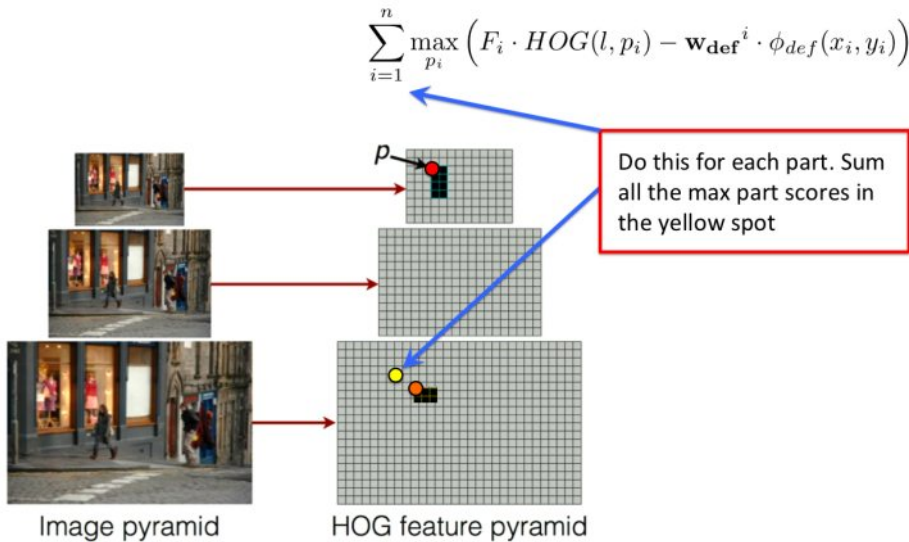 \sum_{i=1}^{n} \max_{p_i} \left( F_i \cdot HOG(l, p_i) - \mathbf{w_{def}}^i \cdot \phi_{def}(x_i, y_i) \right)
Do this for each part. Sum
all the max part scores in
the yellow spot
p
Image pyramid
HOG feature pyramid